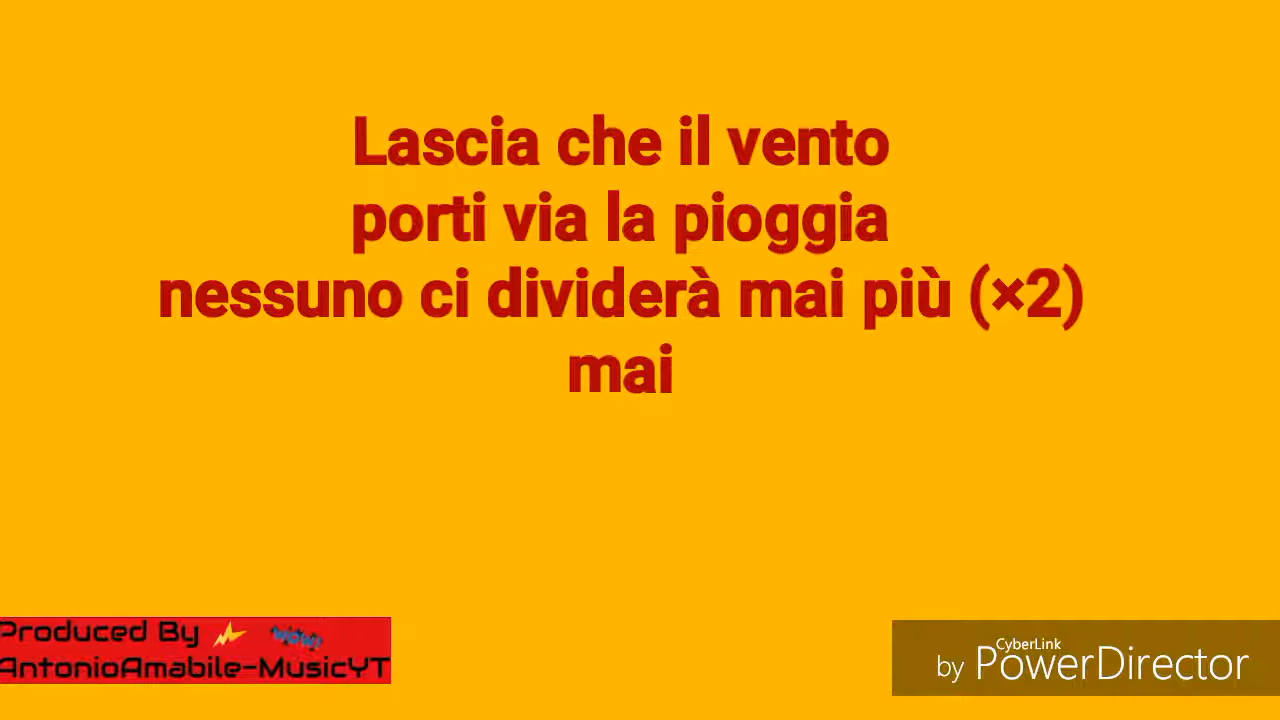 Lascia che il vento
porti via la pioggia
nessuno ci dividerà mai più (×2)
mai
Produced By
wow!
AntonioAmabile-MusicYT
CyberLink
by PowerDirector